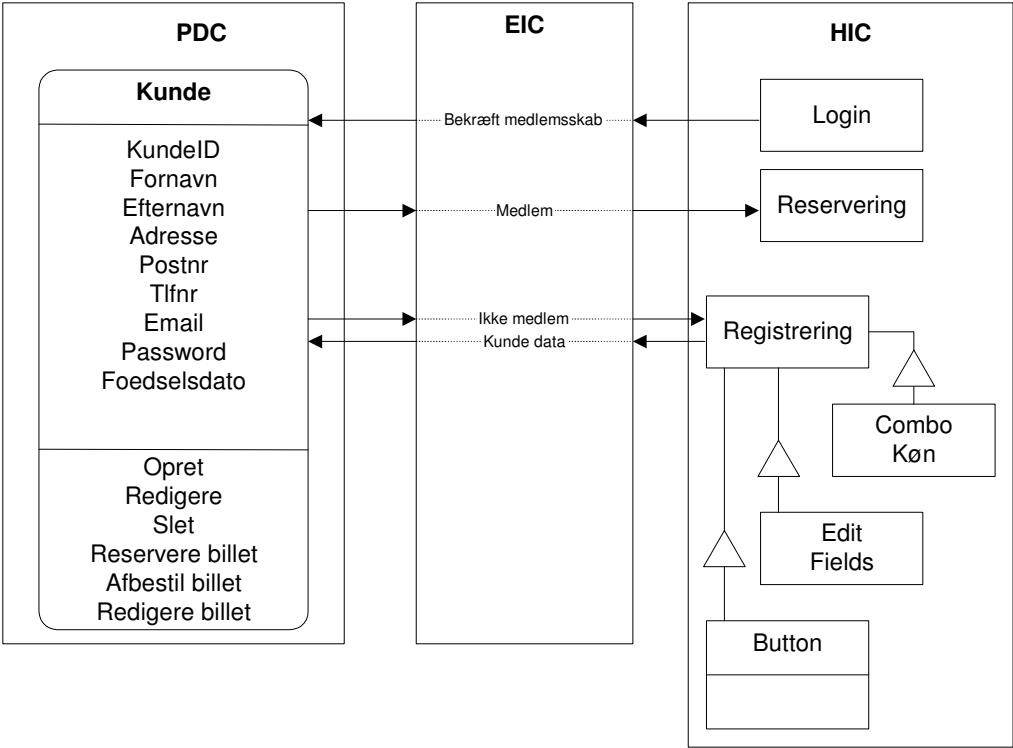 PDC
Kunde
KundeID
Fornavn
Efternavn
Adresse
Postnr
Tlfnr
Email
Password
Foedselsdato
Opret
Redigere
Slet
Reservere billet
Afbestil billet
Redigere billet
EIC
Bekræft medlemsskab
Medlem
Ikke medlem
Kunde data
HIC
Login
Reservering
Registrering
Combo
Køn
Edit
Fields
Button